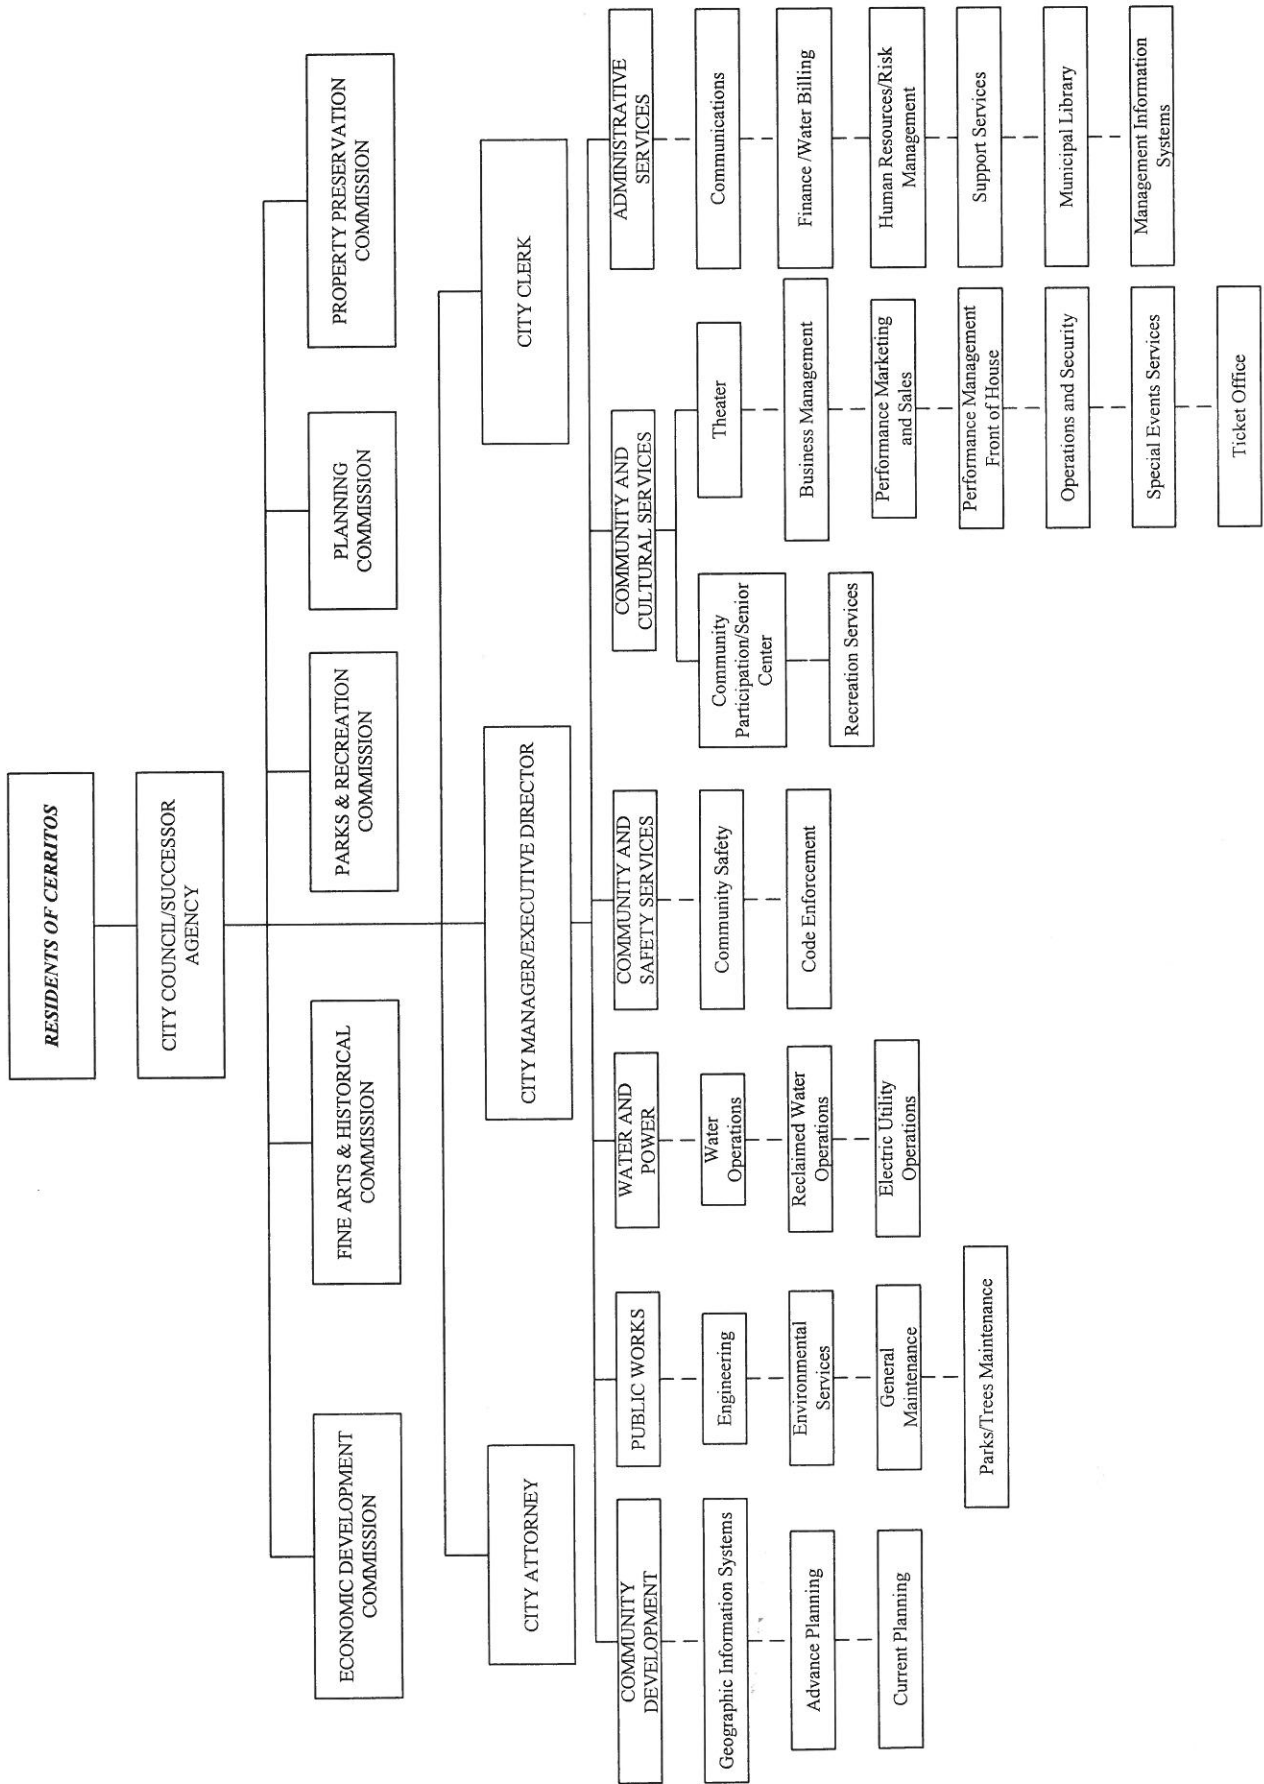 RESIDENTS OF CERRITOS
CITY COUNCIL/SUCCESSOR
AGENCY
ECONOMIC DEVELOPMENT
COMMISSION
FINE ARTS & HISTORICAL
COMMISSION
PARKS & RECREATION
COMMISSION
PLANNING
COMMISSION
PROPERTY PRESERVATION
COMMISSION
CITY ATTORNEY
CITY MANAGER/EXECUTIVE DIRECTOR
CITY CLERK
COMMUNITY
DEVELOPMENT
Geographic Information Systems
Advance Planning
Current Planning
PUBLIC WORKS
Engineering
Environmental
Services
General
Maintenance
Parks/Trees Maintenance
WATER AND
POWER
Water
Operations
Reclaimed Water
Operations
Electric Utility
Operations
COMMUNITY AND
SAFETY SERVICES
Community Safety
Code Enforcement
COMMUNITY AND
CULTURAL SERVICES
Community
Participation/Senior
Center
Recreation Services
Theater
Business Management
Performance Marketing
and Sales
Performance Management
Front of House
Operations and Security
Special Events Services
Ticket Office
ADMINISTRATIVE
SERVICES
Communications
Finance /Water Billing
Human Resources/Risk
Management
Support Services
Municipal Library
Management Information
Systems